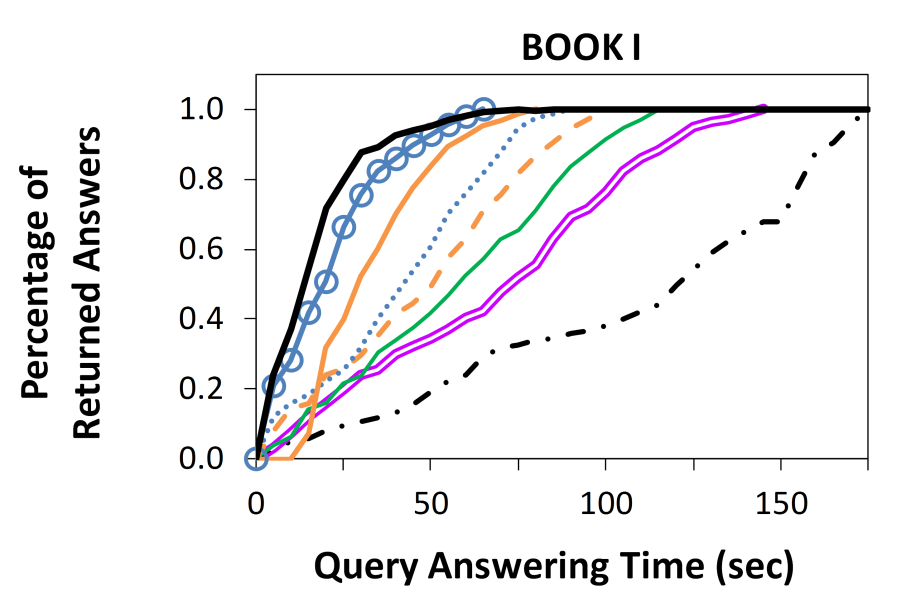 BOOK I
Percentage of
Returned Answers
1.0
0.8
0.6
0.4
0.2
0.0
0 50 100 150
Query Answering Time (sec)